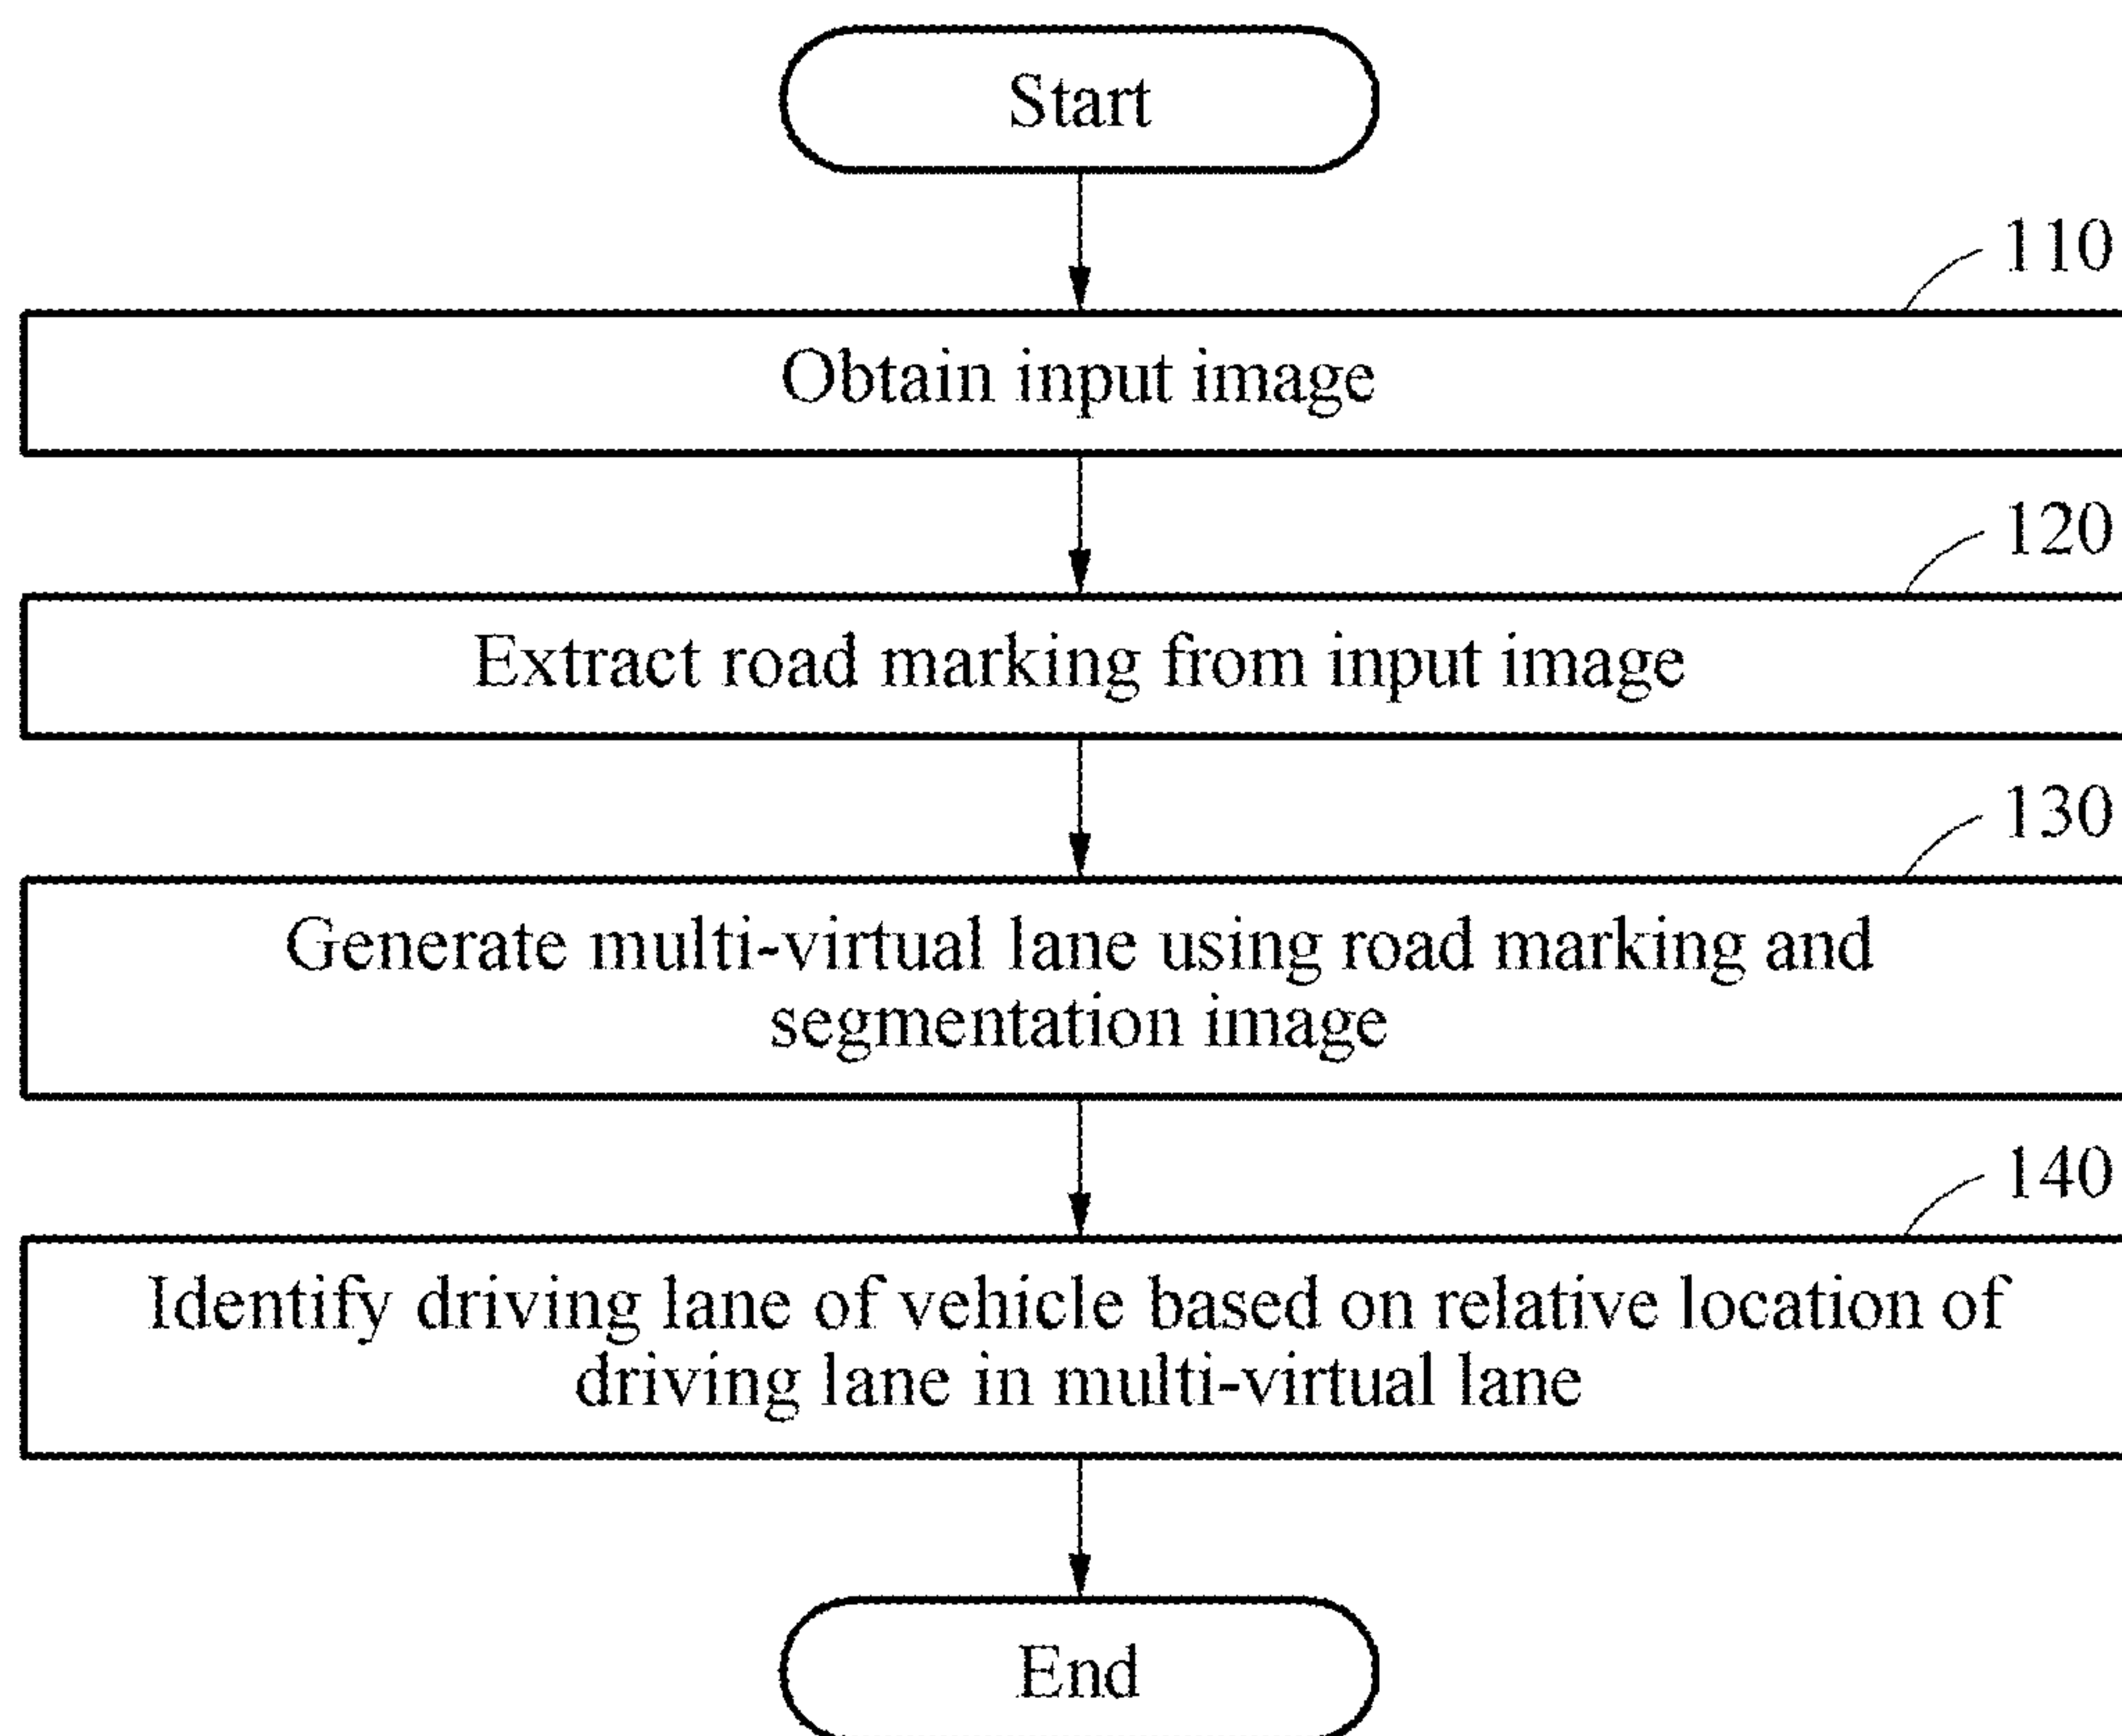 Start
110
Obtain input image
120
Extract road marking from input image
130
Generate multi-virtual lane using road marking and
segmentation image
140
Identify driving lane of vehicle based on relative location of
driving lane in multi-virtual lane
End